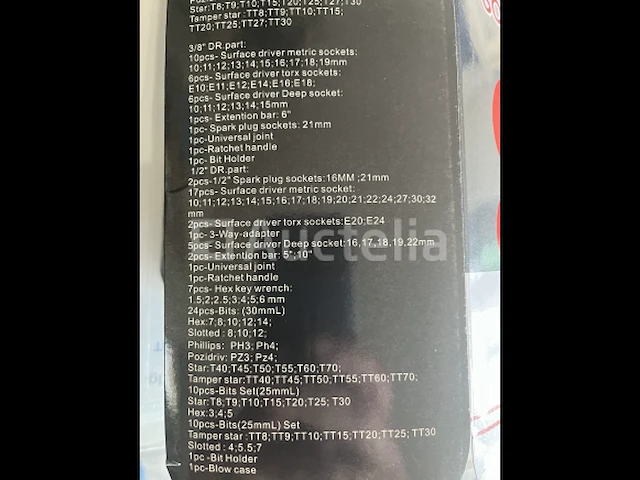 Star:T8;T9;T10;T15;T20;T25;T27;T30
Tamper star :TT8;TT9;TT10;TT15;
TT20;TT25;TT27;TT30
3/8" DR.part:
10pcs- Surface driver metric sockets:
10;11;12;13;14;15;16;17;18;19mm
6pcs- Surface driver torx sockets:
E10;E11;E12;E14;E16;E18;
6pcs- Surface driver Deep socket:
10;11;12;13;14;15mm
1pcs- Extention bar: 6"
1pc- Spark plug sockets: 21mm
1pc-Universal joint
1pc-Ratchet handle
1pc- Bit Holder
1/2" DR.part:
2pcs-1/2" Spark plug sockets:16MM ;21mm
17pcs- Surface driver metric socket:
10;11;12;13;14;15;16;17;18;19;20;21;22;24;27;30;32
mm
2pcs- Surface driver torx sockets:E20;E24
1pc- 3-Way-adapter
5pcs- Surface driver Deep socket:16,17,18,19,22mm
2pcs- Extention bar: 5";10"
1pc-Universal joint
1pc-Ratchet handle
7pcs- Hex key wrench:
1.5;2;2.5;3;4;5;6 mm
24pcs-Bits: (30mmL)
Hex:7;8;10;12;14;
Slotted : 8;10;12;
Phillips: PH3; Ph4;
Pozidriv: PZ3; Pz4;
Star:T40;T45;T50;T55;T60;T70;
Tamper star:TT40;TT45;TT50;TT55;TT60;TT70;
10pcs-Bits Set(25mmL)
Star:T8;T9;T10;T15;T20;T25; T30
Hex:3;4;5
10pcs-Bits(25mmL) Set
Tamper star :TT8;TT9;TT10;TT15;TT20;TT25; TT30
Slotted : 4;5.5;7
1pc -Bit Holder
1pc-Blow case
Auctelia